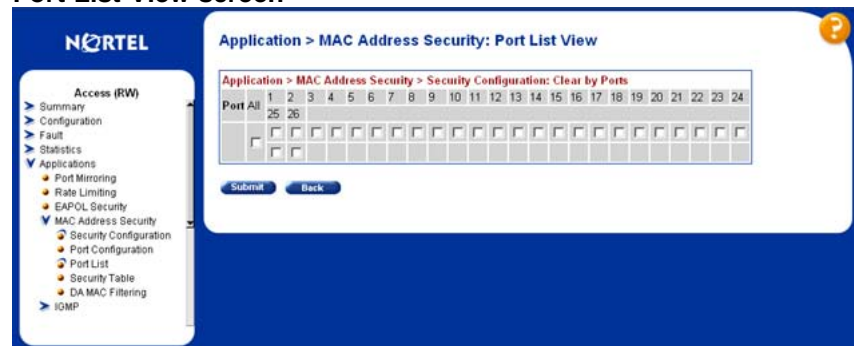 Port List View screen
NORTEL
Application > MAC Address Security: Port List View
?
Access (RW)
Summary
Configuration
Fault
Statistics
Applications
Port Mirroring
Rate Limiting
EAPOL Security
MAC Address Security
Security Configuration
Port Configuration
Port List
Security Table
DA MAC Filtering
IGMP
Application > MAC Address Security > Security Configuration: Clear by Ports
Port All 1 2 3 4 5 6 7 8 9 10 11 12 13 14 15 16 17 18 19 20 21 22 23 24
25 26
Submit Back